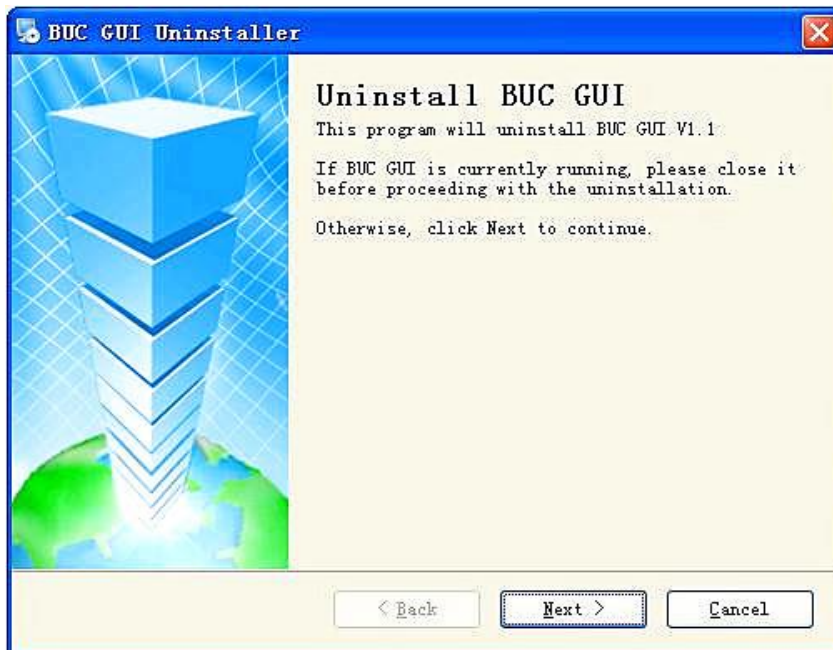 BUC GUI Uninstaller
Uninstall BUC GUI
This program will uninstall BUC GUI V1.1
If BUC GUI is currently running, please close it
before proceeding with the uninstallation.
Otherwise, click Next to continue.
< Back
Next >
Cancel